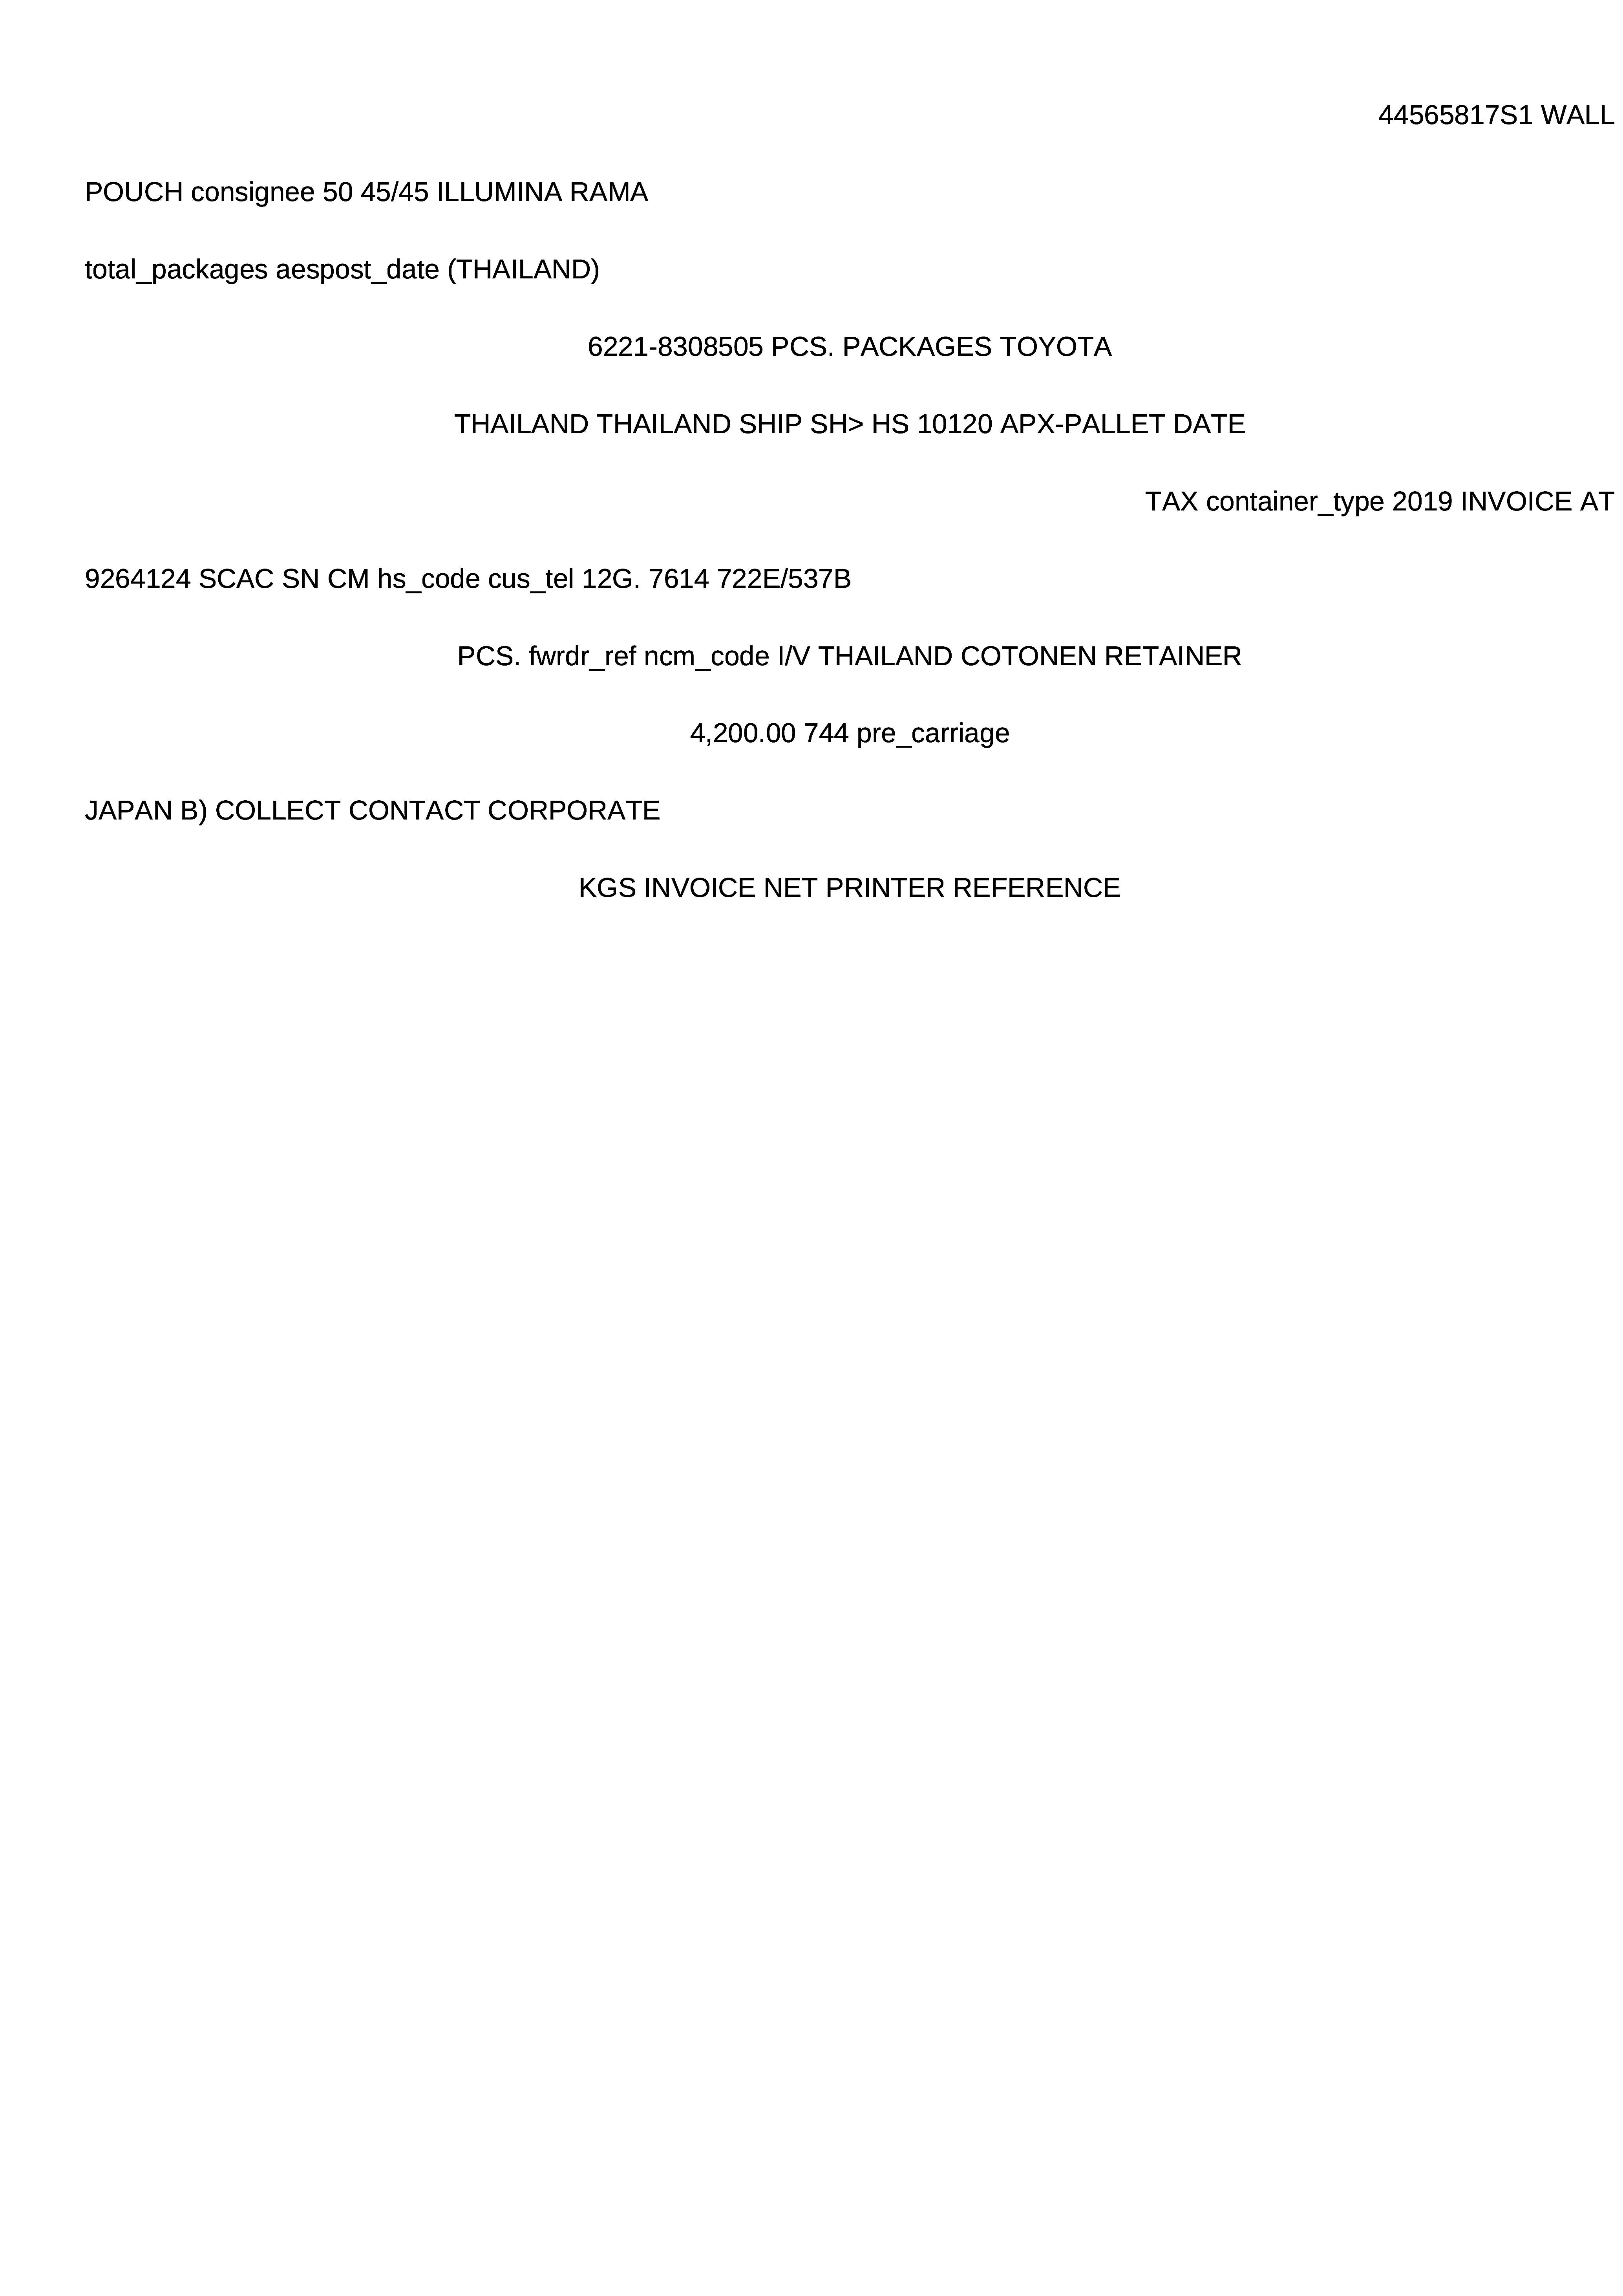 44565817S1 WALL
POUCH consignee 50 45/45 ILLUMINA RAMA
total_packages aespost_date (THAILAND)
6221-8308505 PCS. PACKAGES TOYOTA
THAILAND THAILAND SHIP SH> HS 10120 APX-PALLET DATE
TAX container_type 2019 INVOICE AT
9264124 SCAC SN CM hs_code cus_tel 12G. 7614 722E/537B
PCS. fwrdr_ref ncm_code I/V THAILAND COTONEN RETAINER
4,200.00 744 pre_carriage
JAPAN B) COLLECT CONTACT CORPORATE
KGS INVOICE NET PRINTER REFERENCE